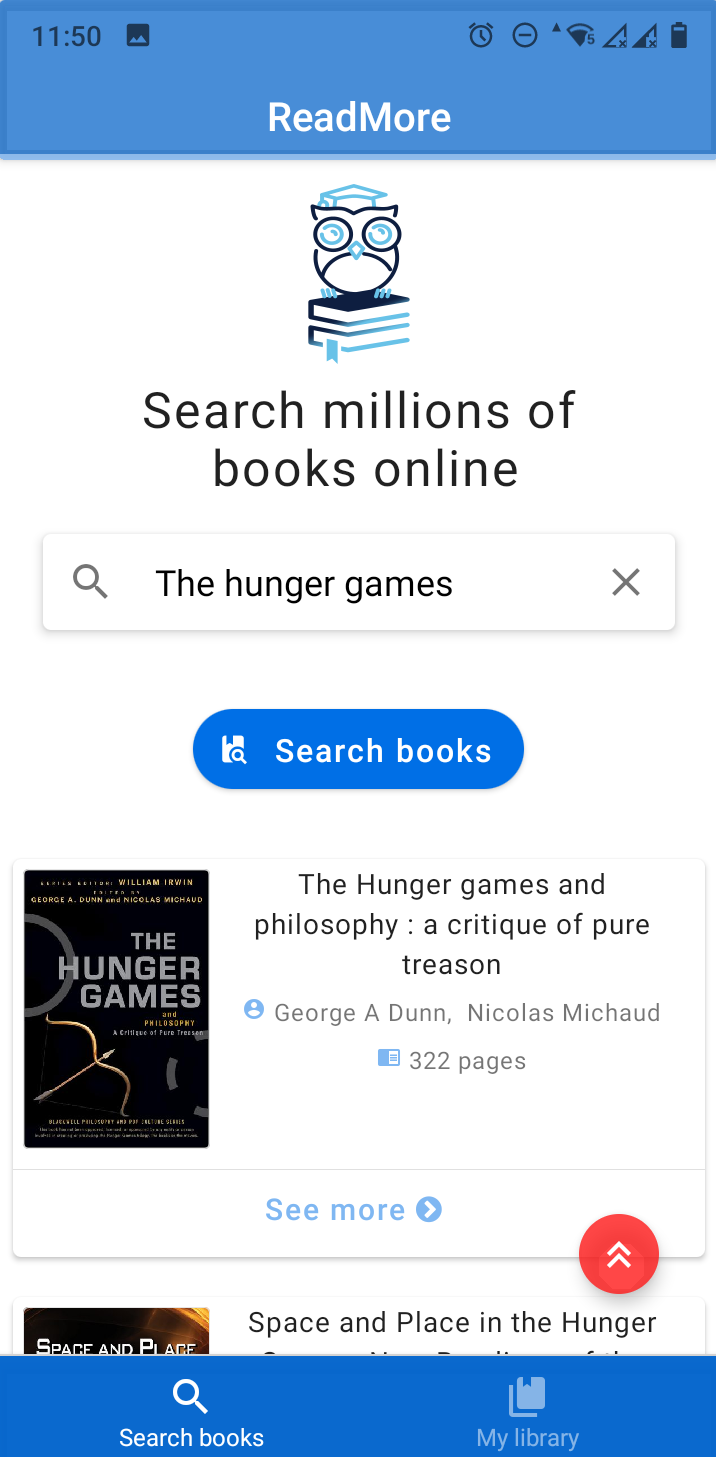 11:50
5
ReadMore
Search millions of
books online
The hunger games
Search books
SERIES EDITOR: WILLIAM IRWIN
EDITED BY
GEORGE A. DUNN and NICOLAS MICHAUD
THE
HUNGER
GAMES
and
PHILOSOPHY
A Critique of Pure Treason
BLACKWELL PHILOSOPHY AND POP CULTURE SERIES
The Hunger games and
philosophy : a critique of pure
treason
George A Dunn, Nicolas Michaud
322 pages
See more
SPACE AND PLACE
Space and Place in the Hunger
Search books
My library